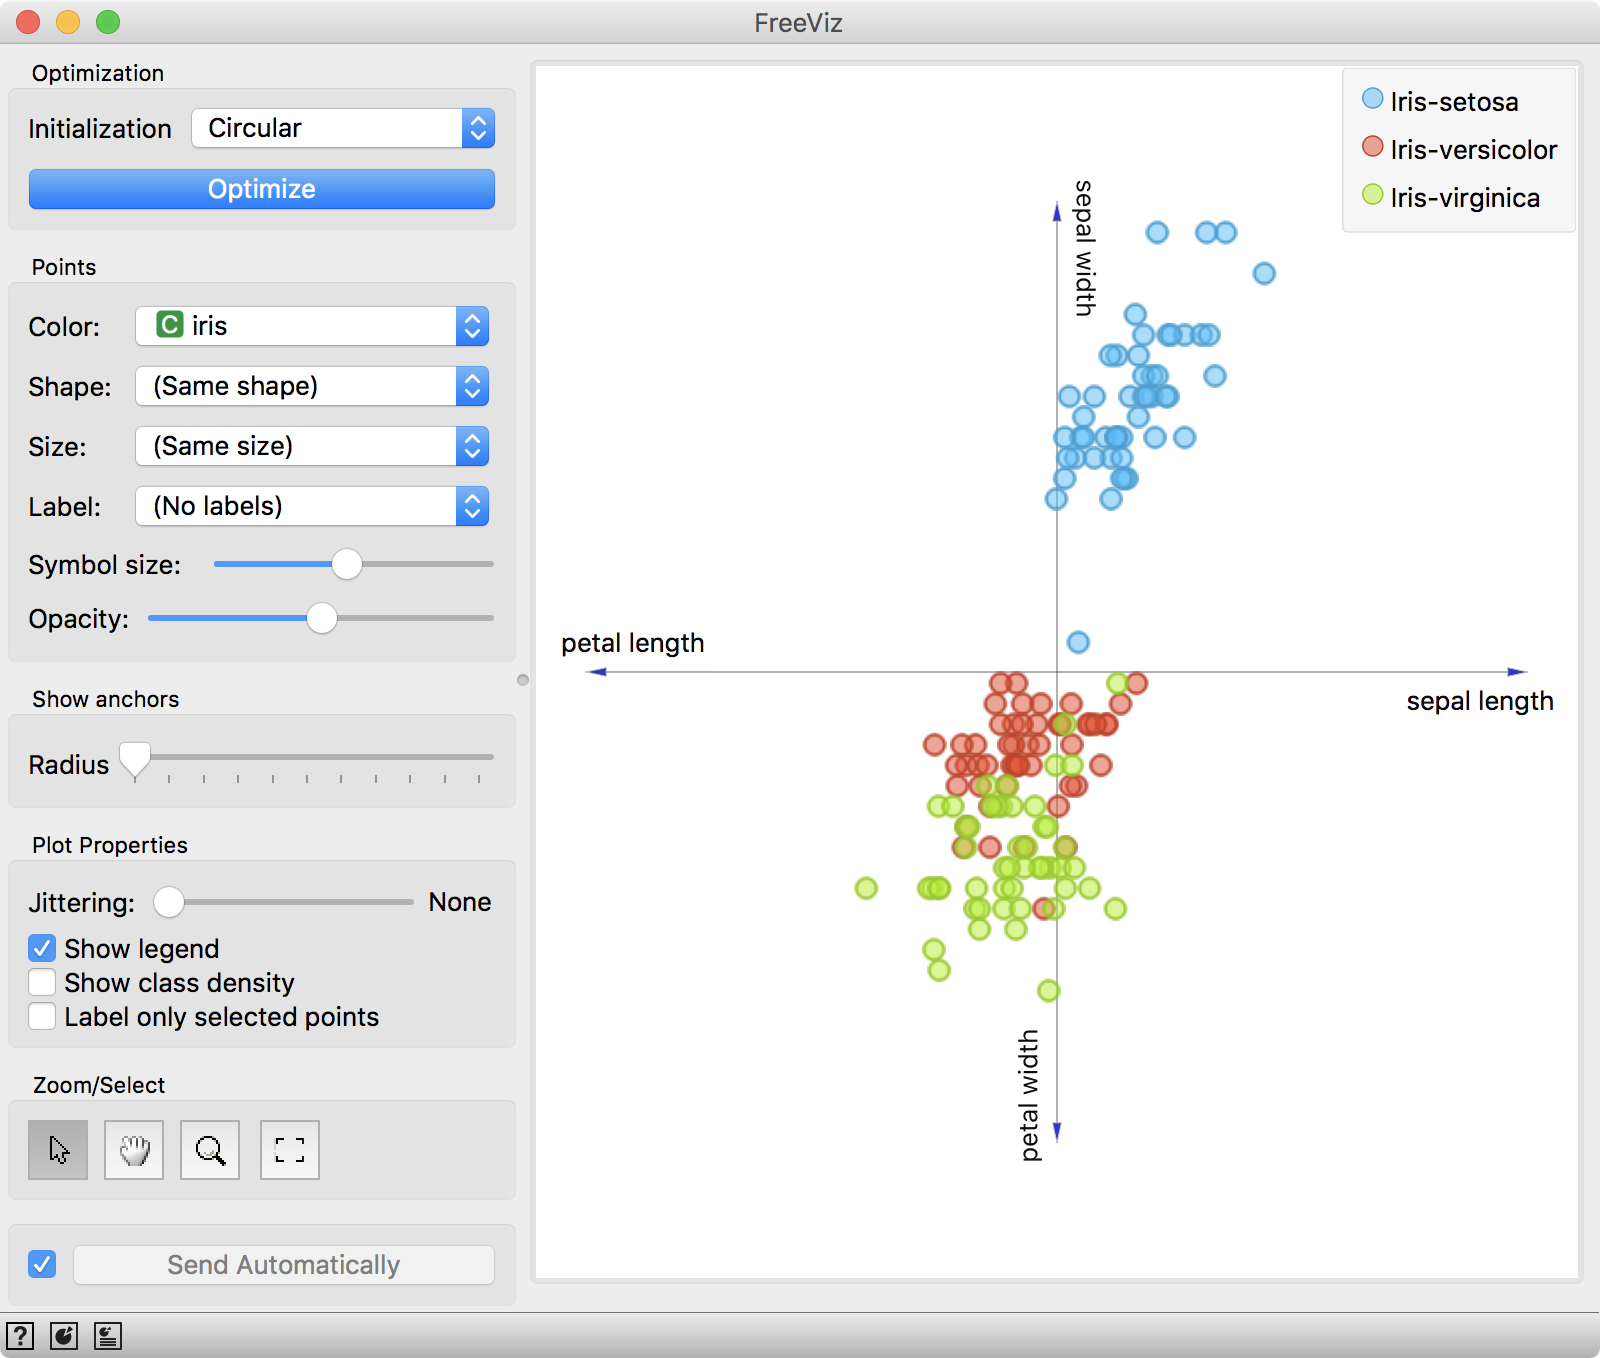 FreeViz
Optimization
Initialization Circular
Optimize
Points
Color: C iris
Shape: (Same shape)
Size: (Same size)
Label: (No labels)
Symbol size:
Opacity:
Show anchors
Radius
Plot Properties
Jittering: None
Show legend
Show class density
Label only selected points
Zoom/Select
Send Automatically
?
Iris-setosa
Iris-versicolor
Iris-virginica
sepal width
petal length
sepal length
petal width